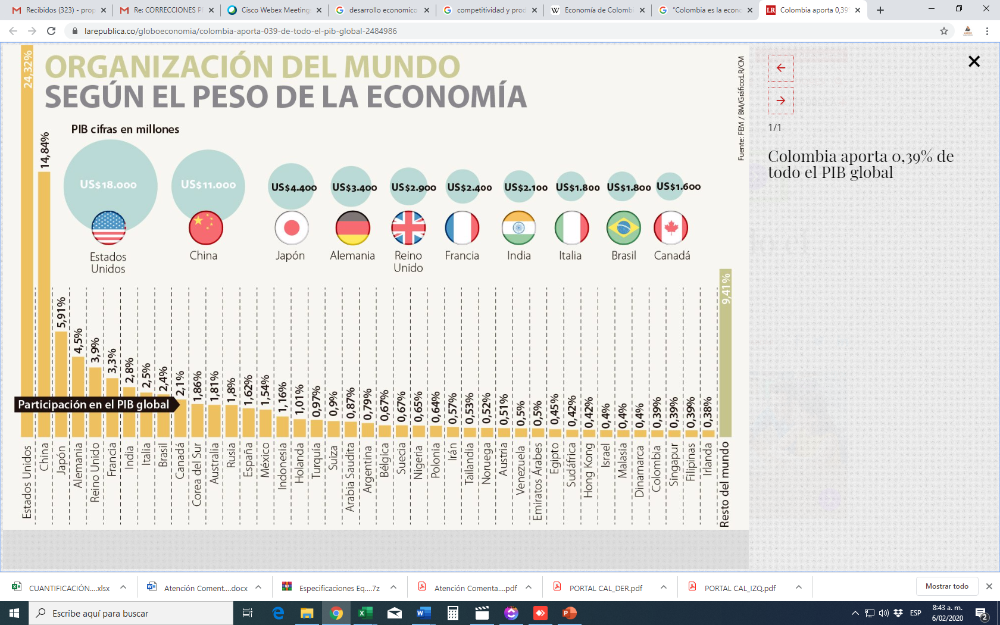 Recibidos (323) - prop
Re: CORRECCIONES P
Cisco Webex Meeting
desarrollo economico
competitividad y prod
Economía de Colomb
"Colombia es la econo
Colombia aporta 0,39
larepublica.co/globoeconomia/colombia-aporta-039-de-todo-el-pib-global-2484986
ORGANIZACIÓN DEL MUNDO
SEGÚN EL PESO DE LA ECONOMÍA
Fuente: FEM / BM/Gráfico:LR/CM
1/1
Colombia aporta 0,39% de
todo el PIB global
PIB cifras en millones
US$18.000
US$11.000
US$4.400
US$3.400
US$2.900
US$2.400
US$2.100
US$1.800
US$1.800
US$1.600
Estados
Unidos
China
Japón
Alemania
Reino
Unido
Francia
India
Italia
Brasil
Canadá
24,32%
14,84%
5,91%
4,5%
3,9%
3,3%
2,8%
2,5%
2,4%
2,1%
1,86%
1,81%
1,8%
1,62%
1,54%
1,16%
1,01%
0,97%
0,9%
0,87%
0,79%
0,67%
0,67%
0,65%
0,64%
0,57%
0,53%
0,52%
0,51%
0,5%
0,5%
0,45%
0,42%
0,42%
0,4%
0,4%
0,4%
0,39%
0,39%
0,39%
0,38%
9,41%
Participación en el PIB global
Estados Unidos
China
Japón
Alemania
Reino Unido
Francia
India
Italia
Brasil
Canadá
Corea del Sur
Australia
Rusia
España
México
Indonesia
Holanda
Turquía
Suiza
Arabia Saudita
Argentina
Bélgica
Suecia
Nigeria
Polonia
Irán
Tailandia
Noruega
Austria
Venezuela
Emiratos Árabes
Egipto
Sudáfrica
Hong Kong
Israel
Malasia
Dinamarca
Colombia
Singapur
Filipinas
Irlanda
Resto del mundo
CUANTIFICACIÓN....xlsx
Atención Coment....docx
Especificaciones Eq....7z
Atención Comenta....pdf
PORTAL CAL_DER.pdf
PORTAL CAL_IZQ.pdf
Mostrar todo
Escribe aquí para buscar
ESP
8:43 a. m.
6/02/2020
2